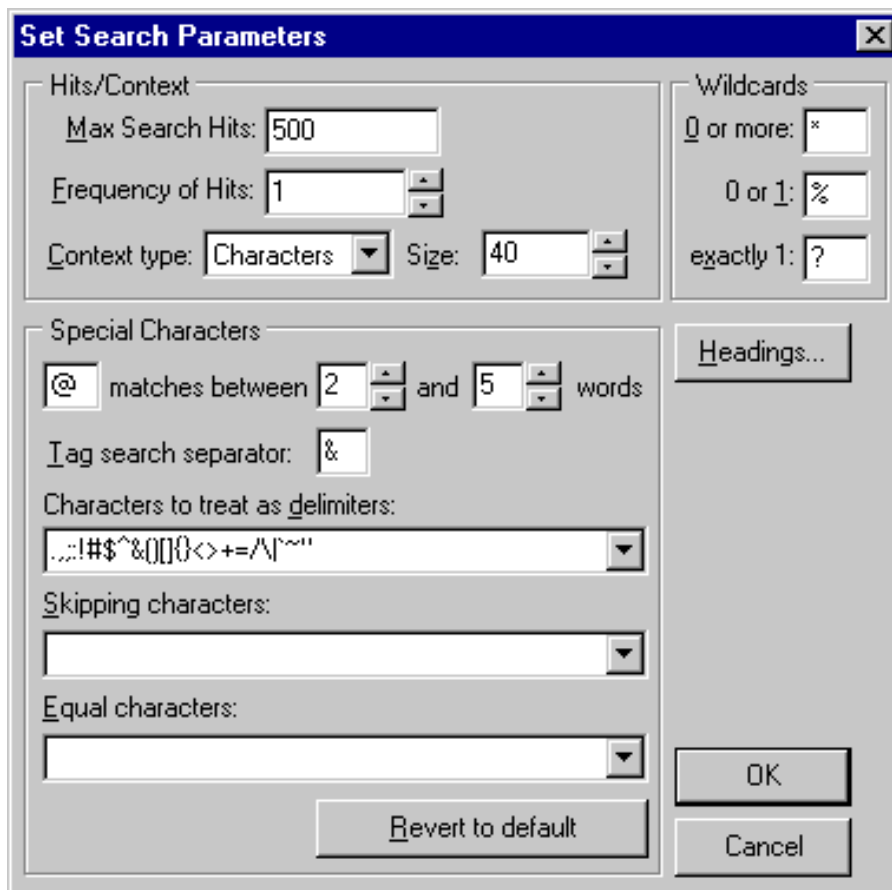 Set Search Parameters
Hits/Context
Wildcards
Max Search Hits: 500
0 or more: *
Frequency of Hits: 1
0 or 1: %
Context type: Characters Size: 40
exactly 1: ?
Special Characters
Headings...
@ matches between 2 and 5 words
Tag search separator: &
Characters to treat as delimiters:
.,;:!#$^&()[]{}<>+=/\|`~"
Skipping characters:
Equal characters:
OK
Revert to default
Cancel